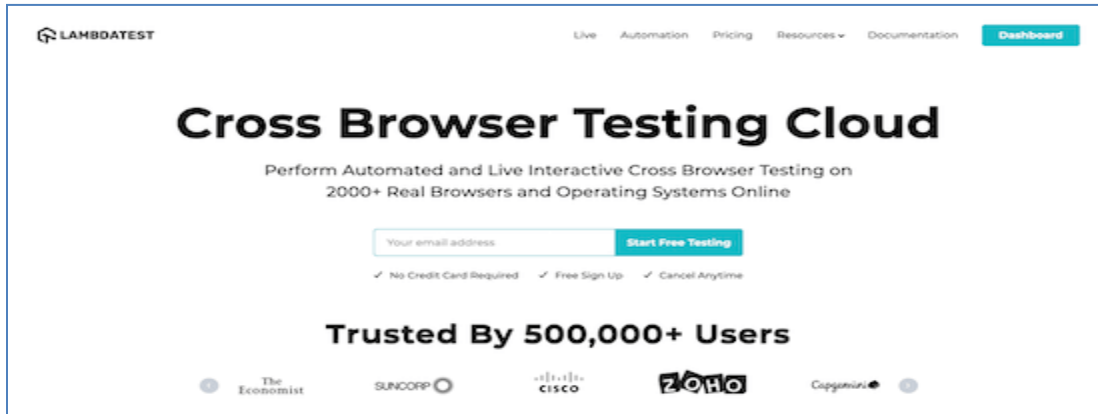 LAMBDATEST Live Automation Pricing Resources Documentation Dashboard
Cross Browser Testing Cloud
Perform Automated and Live Interactive Cross Browser Testing on
2000+ Real Browsers and Operating Systems Online
Your email address Start Free Testing
✓ No Credit Card Required ✓ Free Sign Up ✓ Cancel Anytime
Trusted By 500,000+ Users
The
Economist SUNCORP CISCO ZOHO Capgemini